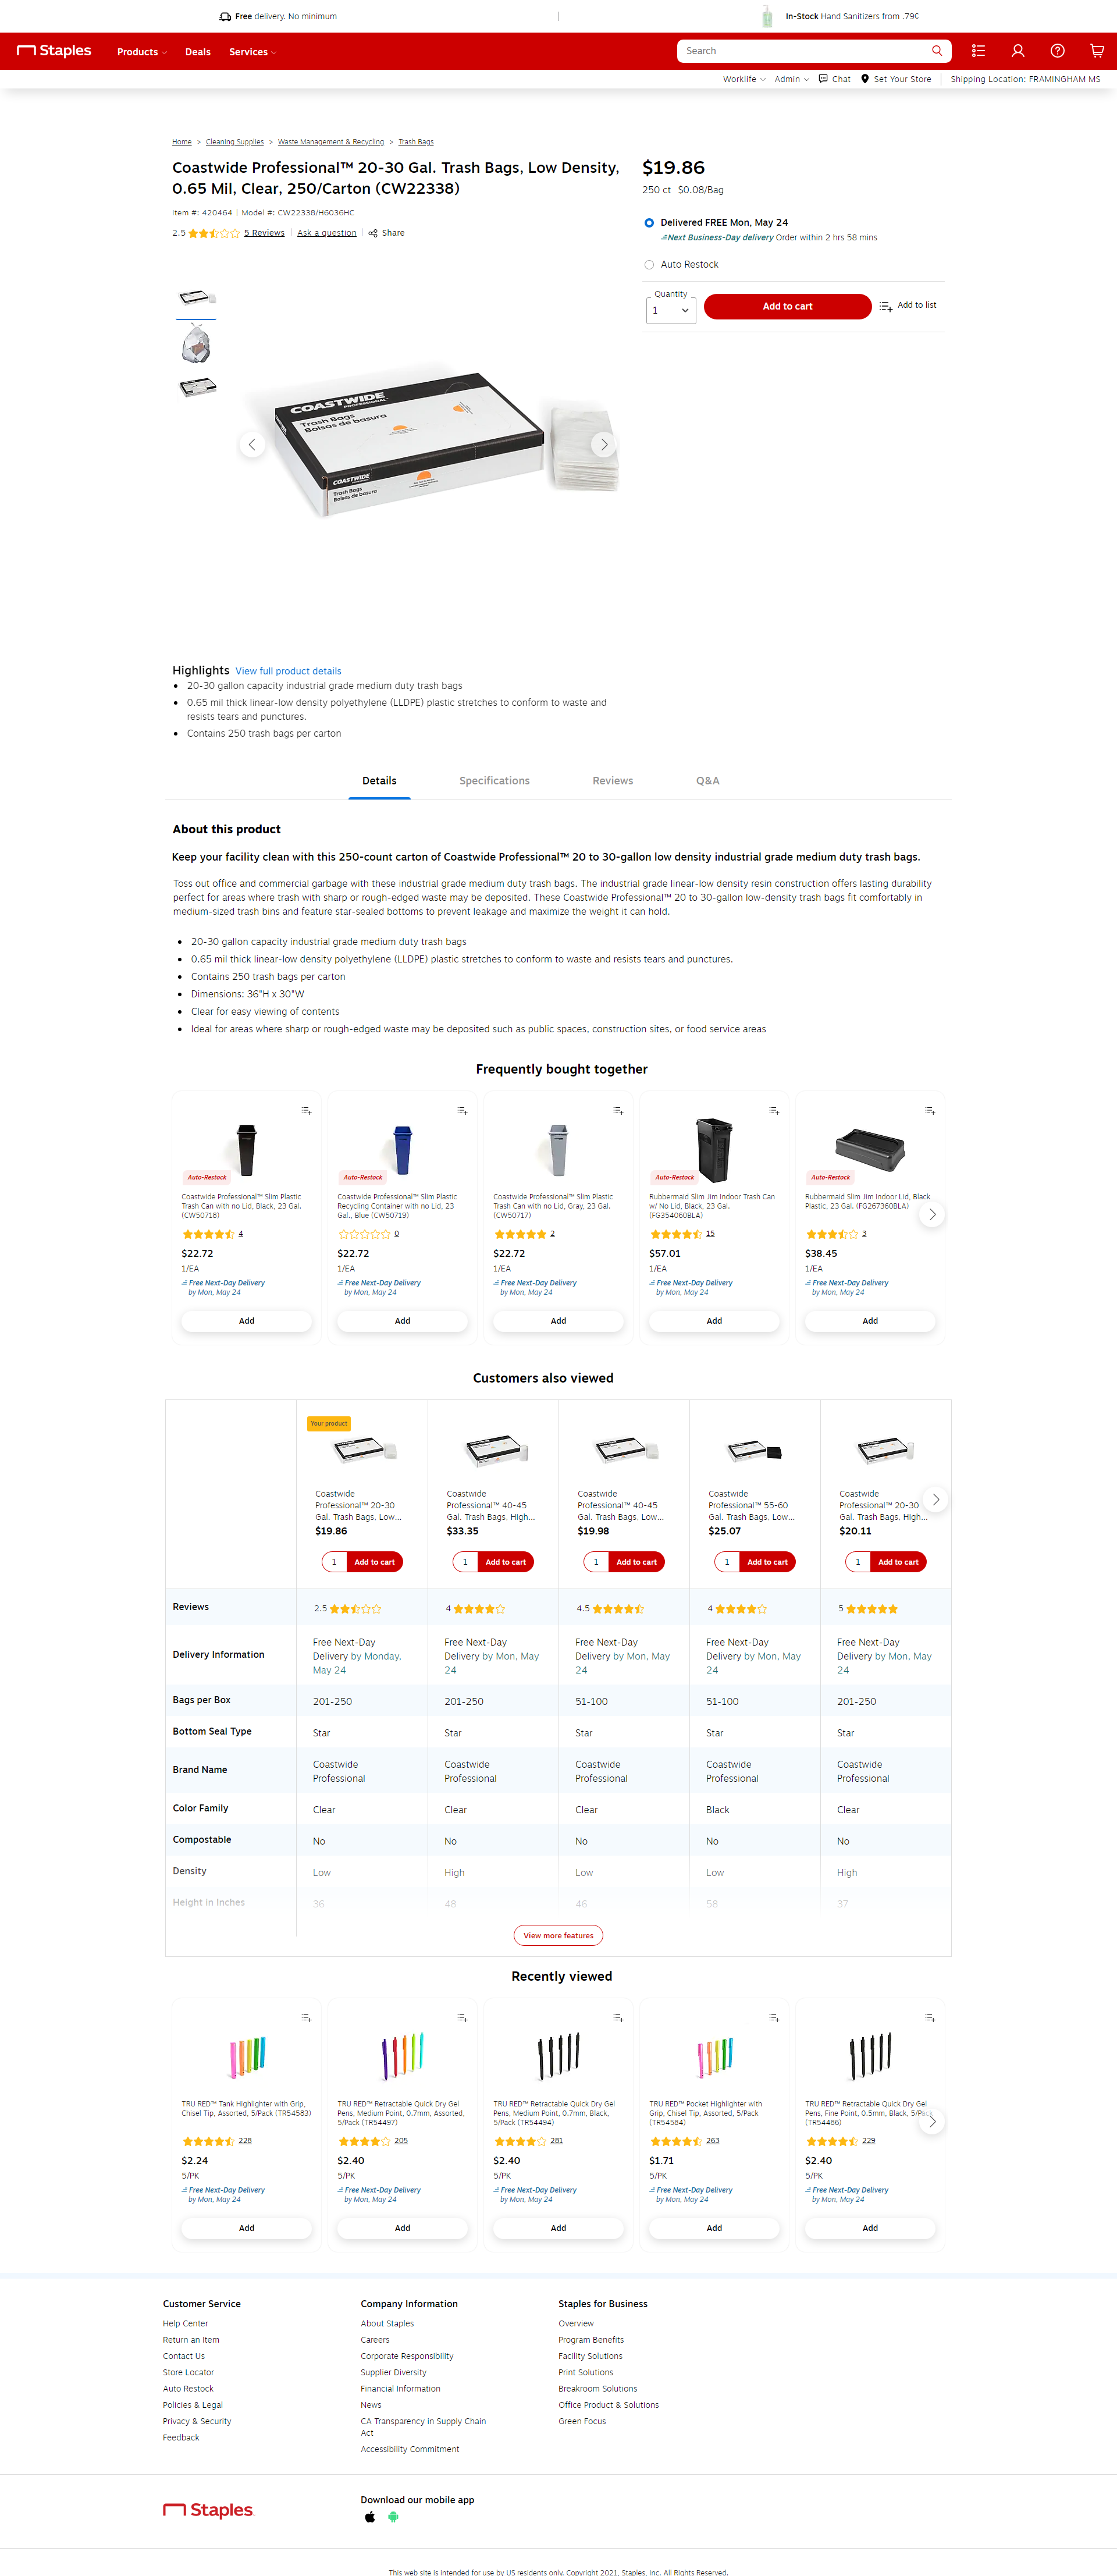 Free delivery. No minimum
In-Stock Hand Sanitizers from .79¢
Staples
Products
Deals
Services
Search
Worklife
Admin
Chat
Set Your Store
Shipping Location: FRAMINGHAM MS
Home > Cleaning Supplies > Waste Management & Recycling > Trash Bags
Coastwide Professional™ 20-30 Gal. Trash Bags, Low Density,
0.65 Mil, Clear, 250/Carton (CW22338)
Item #: 420464 | Model #: CW22338/H6036HC
2.5 5 Reviews | Ask a question | Share
$19.86
250 ct $0.08/Bag
Delivered FREE Mon, May 24
Next Business-Day delivery Order within 2 hrs 58 mins
Auto Restock
Quantity
1
Add to cart
Add to list
COASTWIDE
PROFESSIONAL
Trash Bags
Bolsas de basura
COASTWIDE
Trash Bags
Bolsas de basura
Highlights View full product details
20-30 gallon capacity industrial grade medium duty trash bags
0.65 mil thick linear-low density polyethylene (LLDPE) plastic stretches to conform to waste and
resists tears and punctures.
Contains 250 trash bags per carton
Details
Specifications
Reviews
Q&A
About this product
Keep your facility clean with this 250-count carton of Coastwide Professional™ 20 to 30-gallon low density industrial grade medium duty trash bags.
Toss out office and commercial garbage with these industrial grade medium duty trash bags. The industrial grade linear-low density resin construction offers lasting durability
perfect for areas where trash with sharp or rough-edged waste may be deposited. These Coastwide Professional™ 20 to 30-gallon low-density trash bags fit comfortably in
medium-sized trash bins and feature star-sealed bottoms to prevent leakage and maximize the weight it can hold.
20-30 gallon capacity industrial grade medium duty trash bags
0.65 mil thick linear-low density polyethylene (LLDPE) plastic stretches to conform to waste and resists tears and punctures.
Contains 250 trash bags per carton
Dimensions: 36"H x 30"W
Clear for easy viewing of contents
Ideal for areas where sharp or rough-edged waste may be deposited such as public spaces, construction sites, or food service areas
Frequently bought together
Auto-Restock
Coastwide Professional™ Slim Plastic
Trash Can with no Lid, Black, 23 Gal.
(CW50718)
4
$22.72
1/EA
Free Next-Day Delivery
by Mon, May 24
Add
Auto-Restock
Coastwide Professional™ Slim Plastic
Recycling Container with no Lid, 23
Gal., Blue (CW50719)
0
$22.72
1/EA
Free Next-Day Delivery
by Mon, May 24
Add
Coastwide Professional™ Slim Plastic
Trash Can with no Lid, Gray, 23 Gal.
(CW50717)
2
$22.72
1/EA
Free Next-Day Delivery
by Mon, May 24
Add
Auto-Restock
Rubbermaid Slim Jim Indoor Trash Can
w/ No Lid, Black, 23 Gal.
(FG354060BLA)
15
$57.01
1/EA
Free Next-Day Delivery
by Mon, May 24
Add
Auto-Restock
Rubbermaid Slim Jim Indoor Lid, Black
Plastic, 23 Gal. (FG267360BLA)
3
$38.45
1/EA
Free Next-Day Delivery
by Mon, May 24
Add
Customers also viewed
Your product
Coastwide
Professional™ 20-30
Gal. Trash Bags, Low...
$19.86
1 Add to cart
Coastwide
Professional™ 40-45
Gal. Trash Bags, High...
$33.35
1 Add to cart
Coastwide
Professional™ 40-45
Gal. Trash Bags, Low...
$19.98
1 Add to cart
Coastwide
Professional™ 55-60
Gal. Trash Bags, Low...
$25.07
1 Add to cart
Coastwide
Professional™ 20-30
Gal. Trash Bags, High...
$20.11
1 Add to cart
Reviews 2.5 4 4.5 4 5
Delivery Information
Free Next-Day
Delivery by Monday,
May 24
Free Next-Day
Delivery by Mon, May
24
Free Next-Day
Delivery by Mon, May
24
Free Next-Day
Delivery by Mon, May
24
Free Next-Day
Delivery by Mon, May
24
Bags per Box 201-250 201-250 51-100 51-100 201-250
Bottom Seal Type Star Star Star Star Star
Brand Name
Coastwide
Professional
Coastwide
Professional
Coastwide
Professional
Coastwide
Professional
Coastwide
Professional
Color Family Clear Clear Clear Black Clear
Compostable No No No No No
Density Low High Low Low High
Height in Inches 36 48 46 58 37
View more features
Recently viewed
TRU RED™ Tank Highlighter with Grip,
Chisel Tip, Assorted, 5/Pack (TR54583)
228
$2.24
5/PK
Free Next-Day Delivery
by Mon, May 24
Add
TRU RED™ Retractable Quick Dry Gel
Pens, Medium Point, 0.7mm, Assorted,
5/Pack (TR54497)
205
$2.40
5/PK
Free Next-Day Delivery
by Mon, May 24
Add
TRU RED™ Retractable Quick Dry Gel
Pens, Medium Point, 0.7mm, Black,
5/Pack (TR54494)
281
$2.40
5/PK
Free Next-Day Delivery
by Mon, May 24
Add
TRU RED™ Pocket Highlighter with
Grip, Chisel Tip, Assorted, 5/Pack
(TR54584)
263
$1.71
5/PK
Free Next-Day Delivery
by Mon, May 24
Add
TRU RED™ Retractable Quick Dry Gel
Pens, Fine Point, 0.5mm, Black, 5/Pack
(TR54486)
229
$2.40
5/PK
Free Next-Day Delivery
by Mon, May 24
Add
Customer Service
Help Center
Return an Item
Contact Us
Store Locator
Auto Restock
Policies & Legal
Privacy & Security
Feedback
Company Information
About Staples
Careers
Corporate Responsibility
Supplier Diversity
Financial Information
News
CA Transparency in Supply Chain
Act
Accessibility Commitment
Staples for Business
Overview
Program Benefits
Facility Solutions
Print Solutions
Breakroom Solutions
Office Product & Solutions
Green Focus
Staples
Download our mobile app
This web site is intended for use by US residents only. Copyright 2021, Staples, Inc. All Rights Reserved.